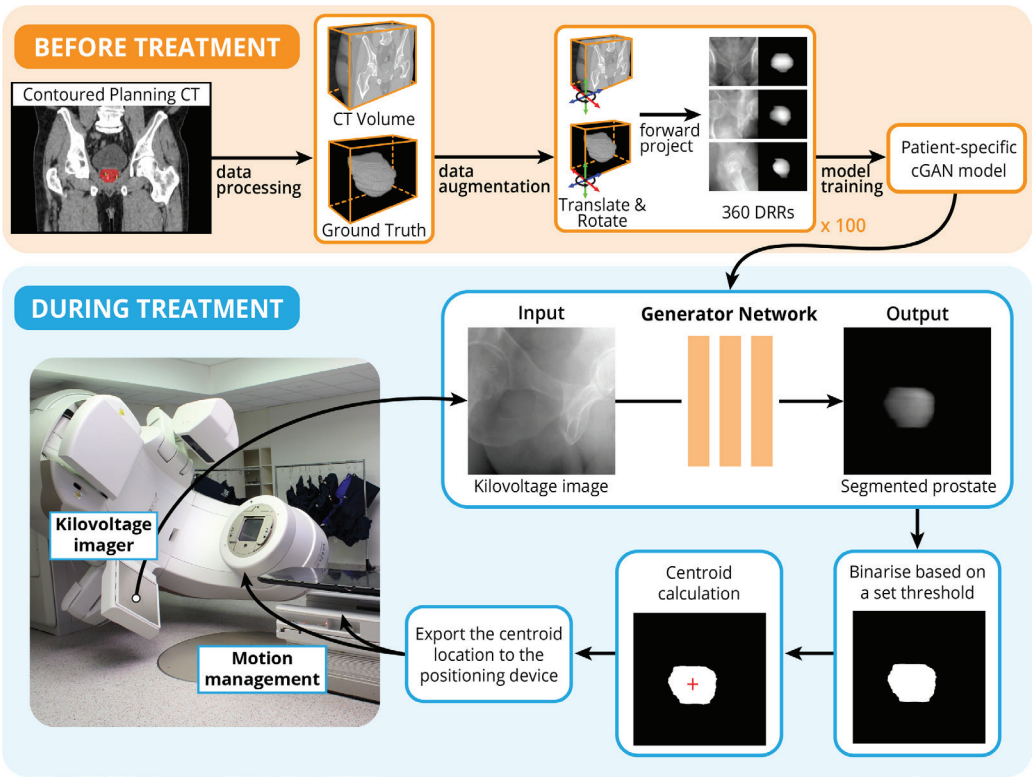 BEFORE TREATMENT
Contoured Planning CT
data
processing
CT Volume
Ground Truth
data
augmentation
Translate &
Rotate
forward
project
360 DRRs
x 100
model
training
Patient-specific
cGAN model
DURING TREATMENT
Input
Generator Network
Output
Kilovoltage image
Segmented prostate
Kilovoltage
imager
Motion
management
Export the centroid
location to the
positioning device
Centroid
calculation
Binarise based on
a set threshold